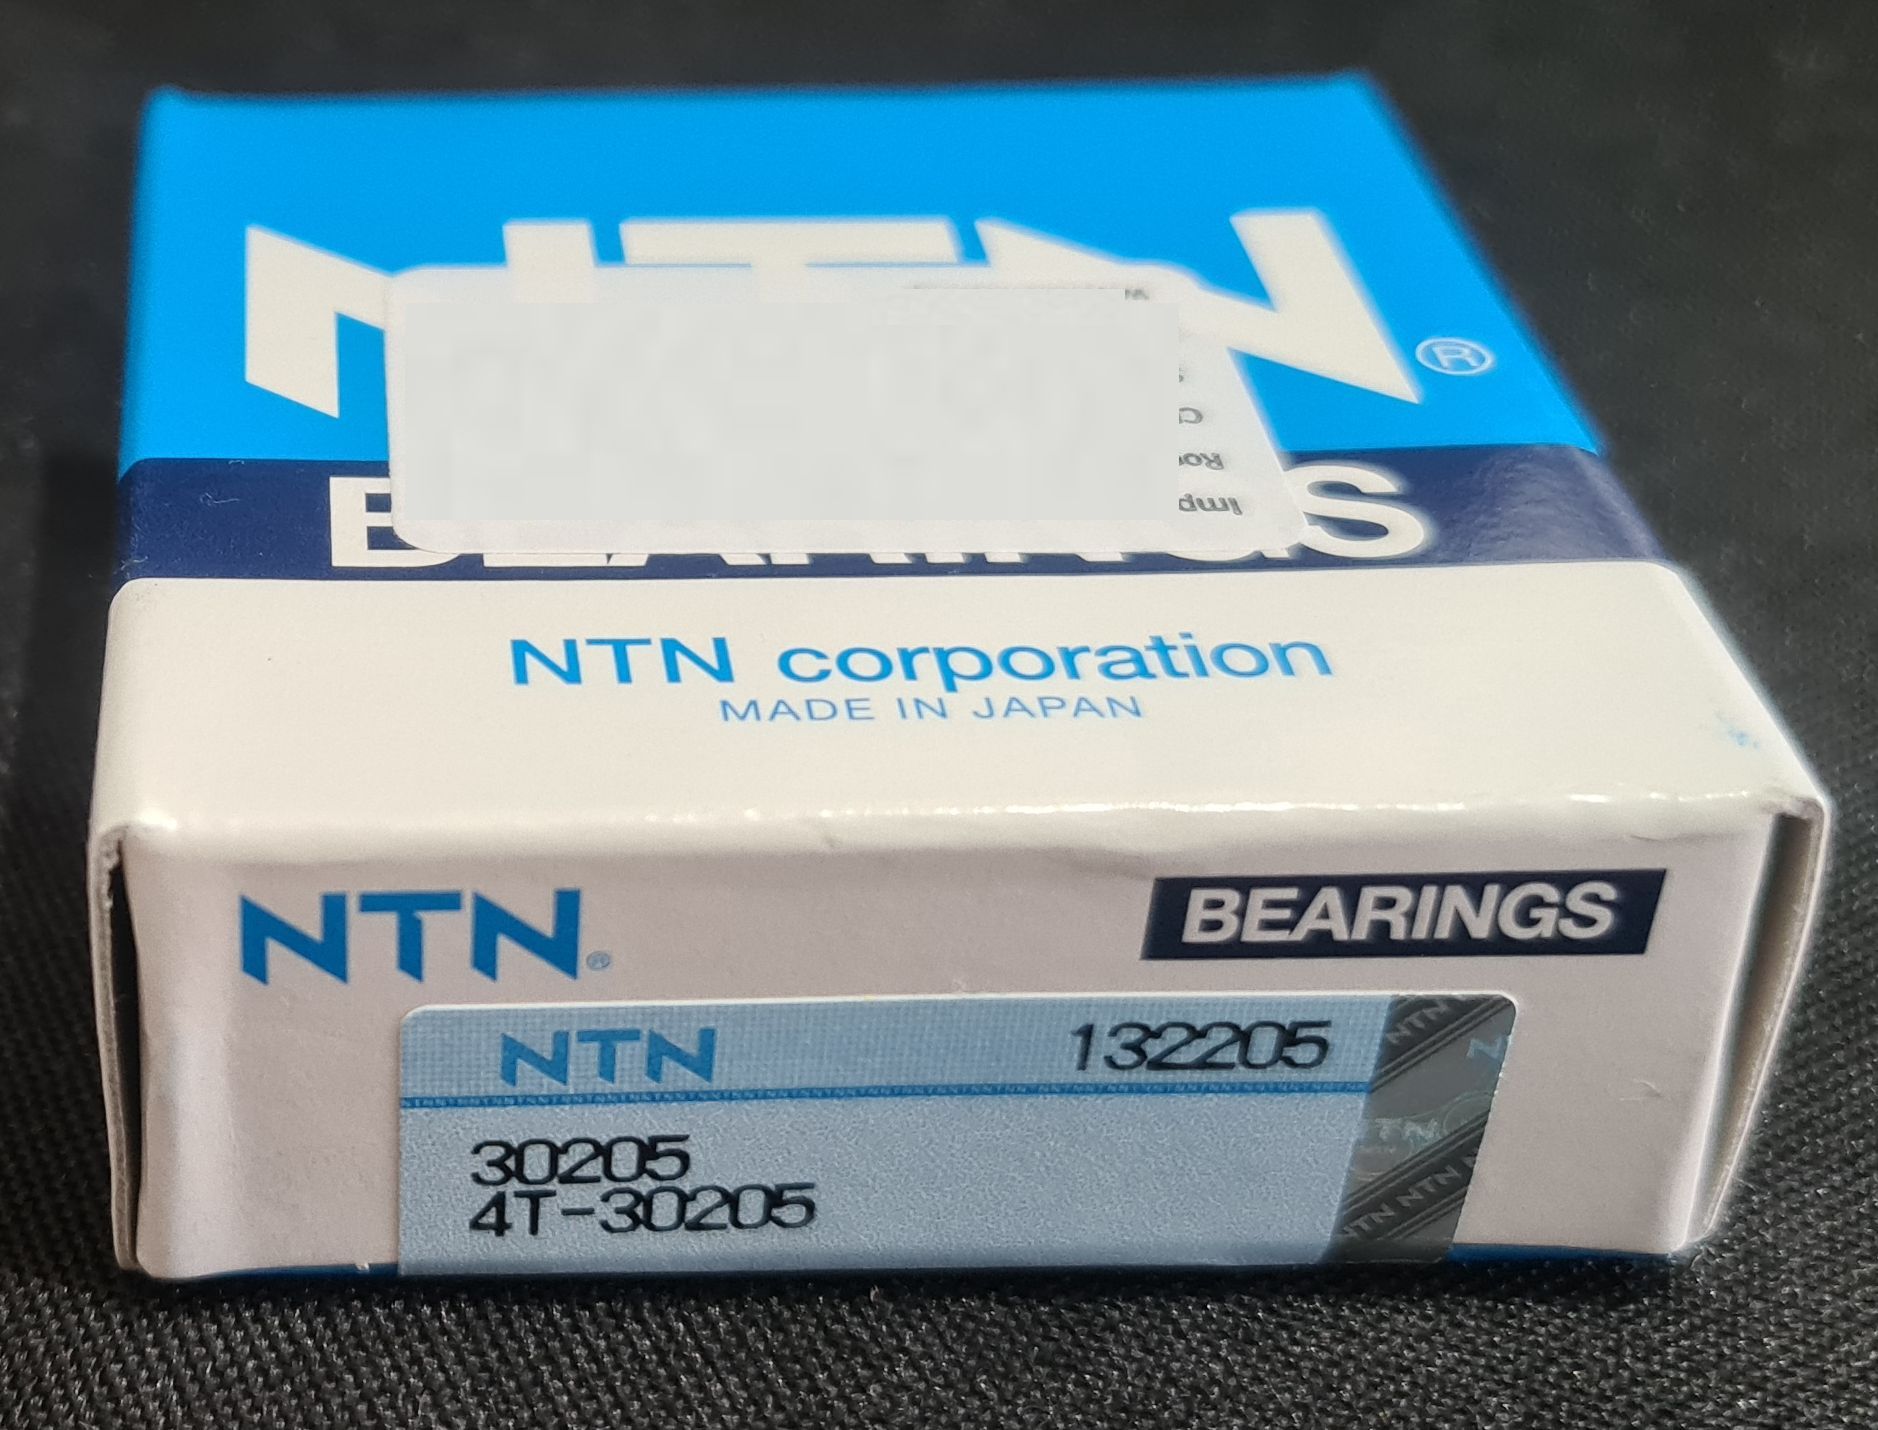 NTN®
BEARINGS
NTN corporation
MADE IN JAPAN
NTN®
BEARINGS
NTN
132205
30205
4T-30205